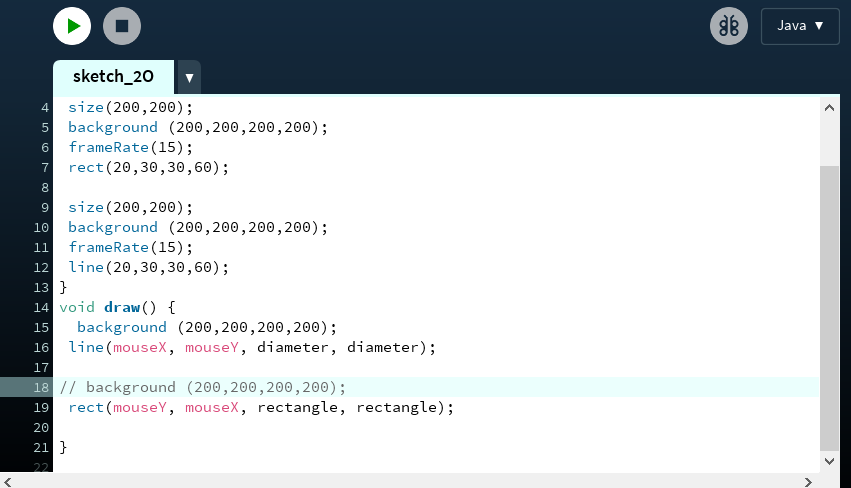 Java ▼
sketch_20 ▼
4 size(200,200);
5 background (200,200,200,200);
6 frameRate(15);
7 rect(20,30,30,60);
8
9 size(200,200);
10 background (200,200,200,200);
11 frameRate(15);
12 line(20,30,30,60);
13 }
14 void draw() {
15 background (200,200,200,200);
16 line(mouseX, mouseY, diameter, diameter);
17
18 // background (200,200,200,200);
19 rect(mouseY, mouseX, rectangle, rectangle);
20
21 }
22